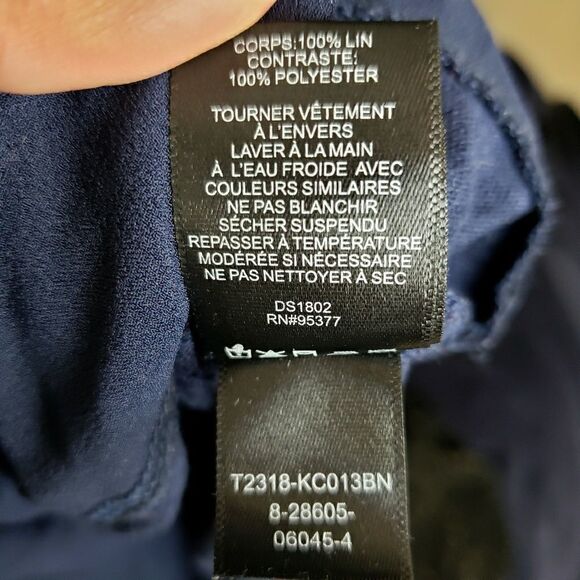 CORPS:100% LIN
CONTRASTE:
100% POLYESTER
TOURNER VÊTEMENT
À L'ENVERS
LAVER À LA MAIN
À L'EAU FROIDE AVEC
COULEURS SIMILAIRES
NE PAS BLANCHIR
SÉCHER SUSPENDU
REPASSER À TEMPÉRATURE
MODÉRÉE SI NÉCESSAIRE
NE PAS NETTOYER À SEC
DS1802
RN#95377
T2318-KC013BN
8-28605-
06045-4